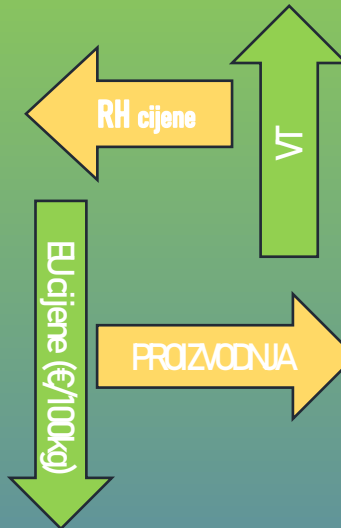 RH cijene
VT
EU cijene (€/100kg)
PROIZVODNJA